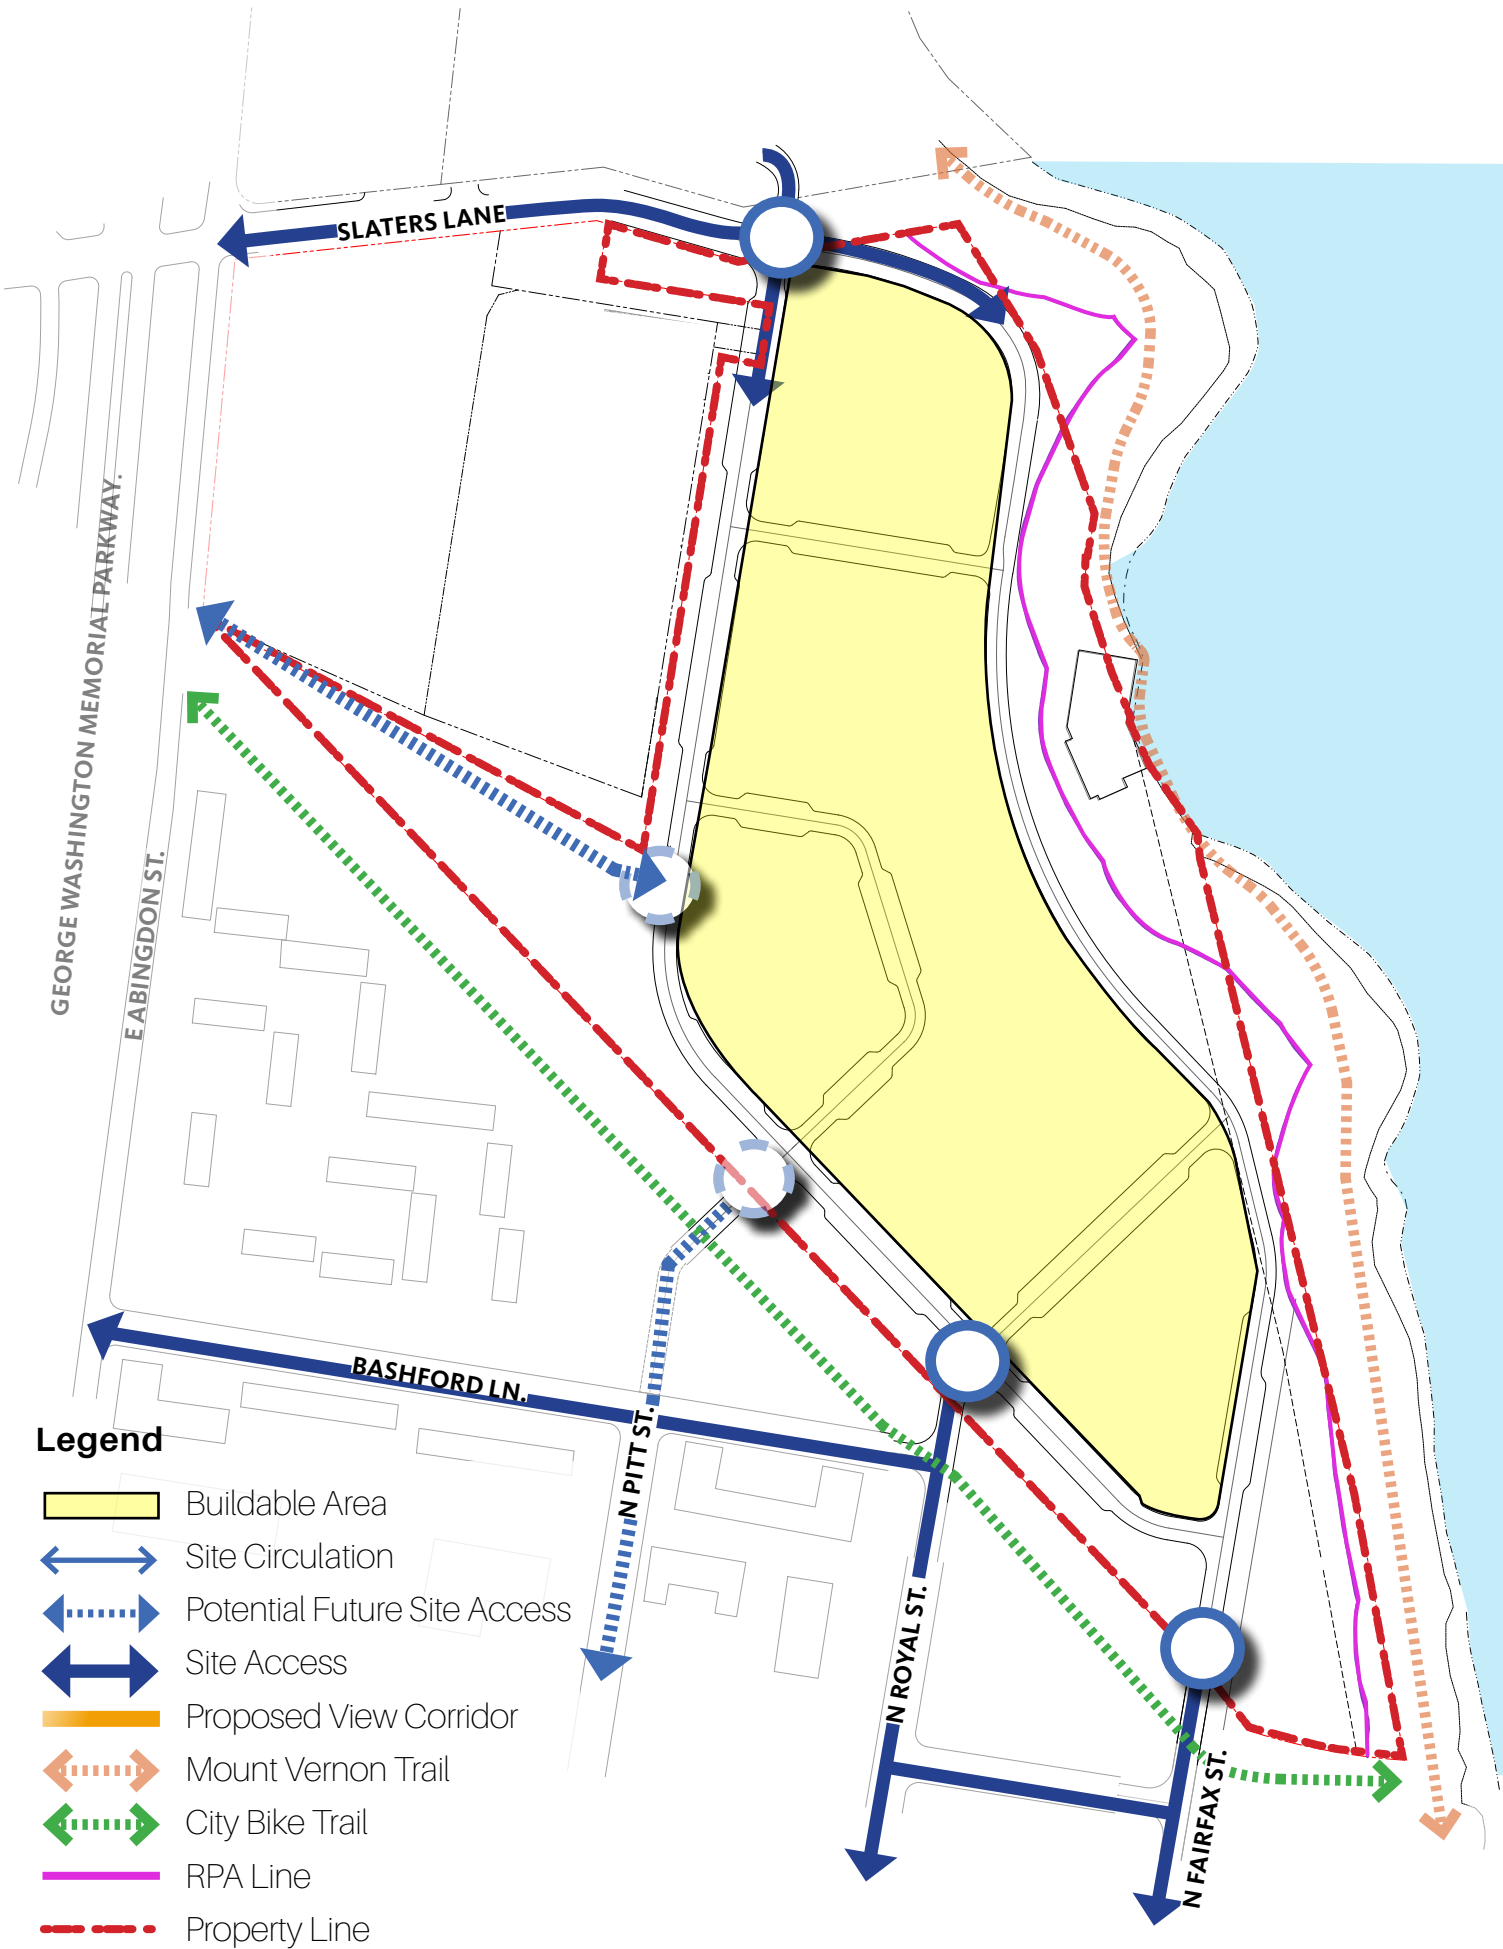 SLATERS LANE
GEORGE WASHINGTON MEMORIAL PARKWAY.
E ABINGDON ST.
BASHFORD LN.
N PITT ST.
N ROYAL ST.
N FAIRFAX ST.
Legend
Buildable Area
Site Circulation
Potential Future Site Access
Site Access
Proposed View Corridor
Mount Vernon Trail
City Bike Trail
RPA Line
Property Line